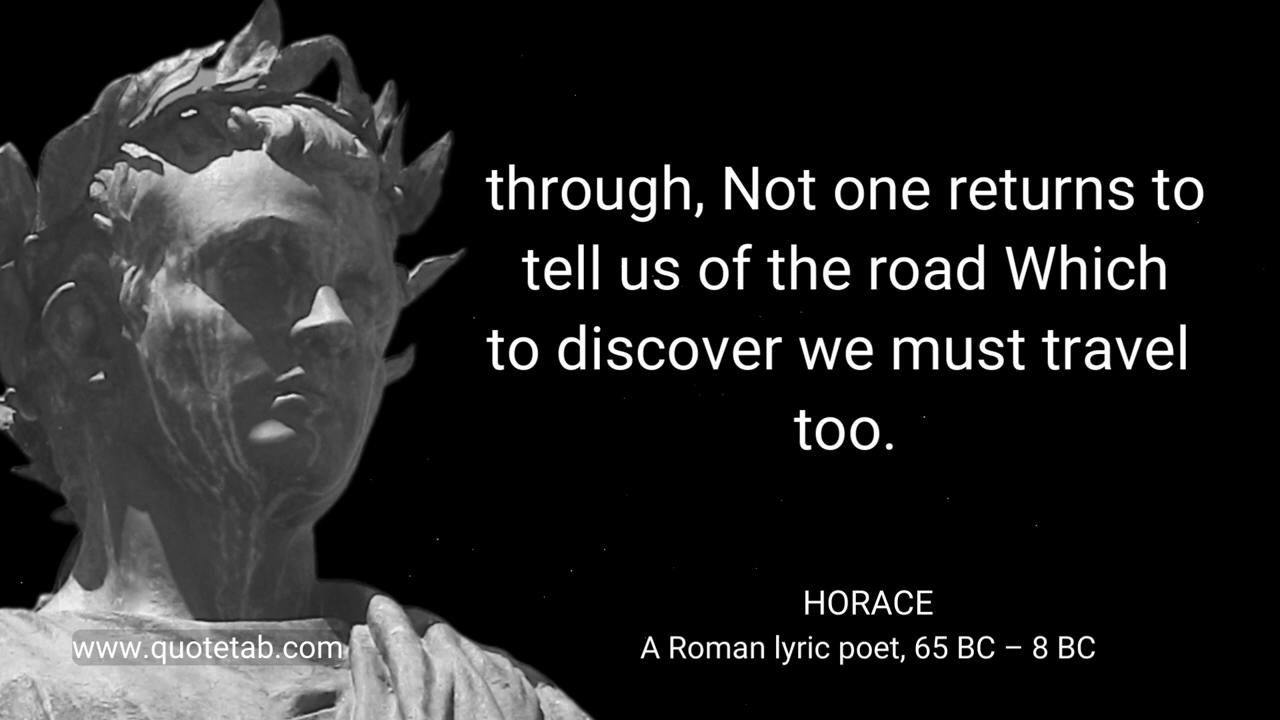 through, Not one returns to
tell us of the road Which
to discover we must travel
too.
HORACE
A Roman lyric poet, 65 BC – 8 BC
www.quotetab.com